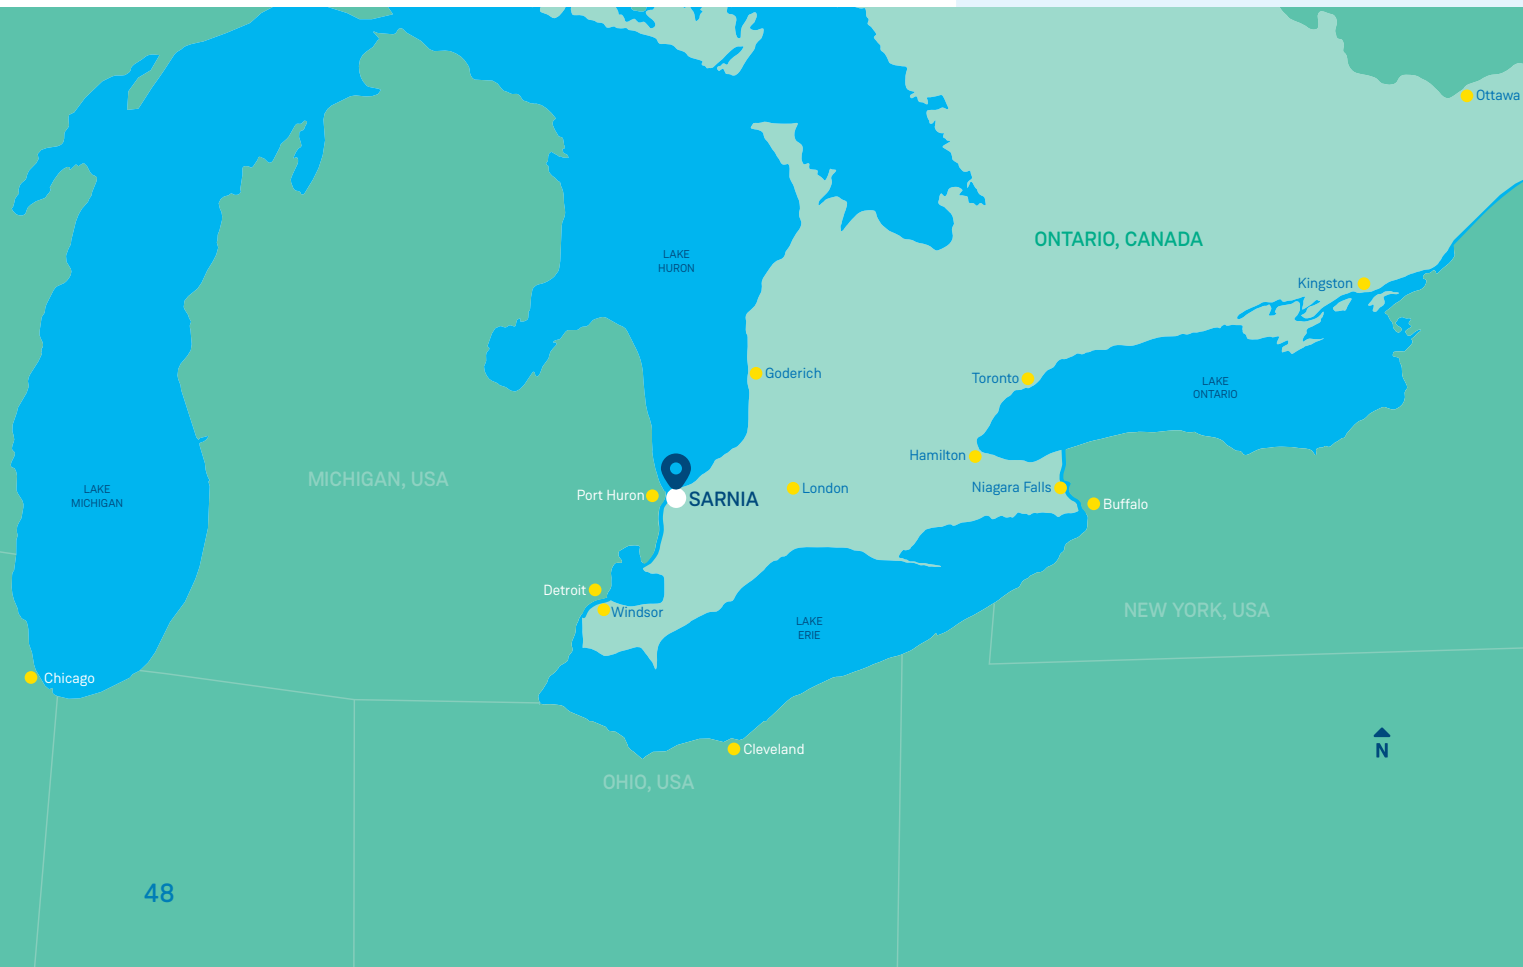 Ottawa
ONTARIO, CANADA
LAKE
HURON
Kingston
Goderich
Toronto
LAKE
ONTARIO
Hamilton
MICHIGAN, USA
LAKE
MICHIGAN
Port Huron
SARNIA
London
Niagara Falls
Buffalo
Detroit
Windsor
NEW YORK, USA
LAKE
ERIE
Chicago
Cleveland
N
OHIO, USA
48